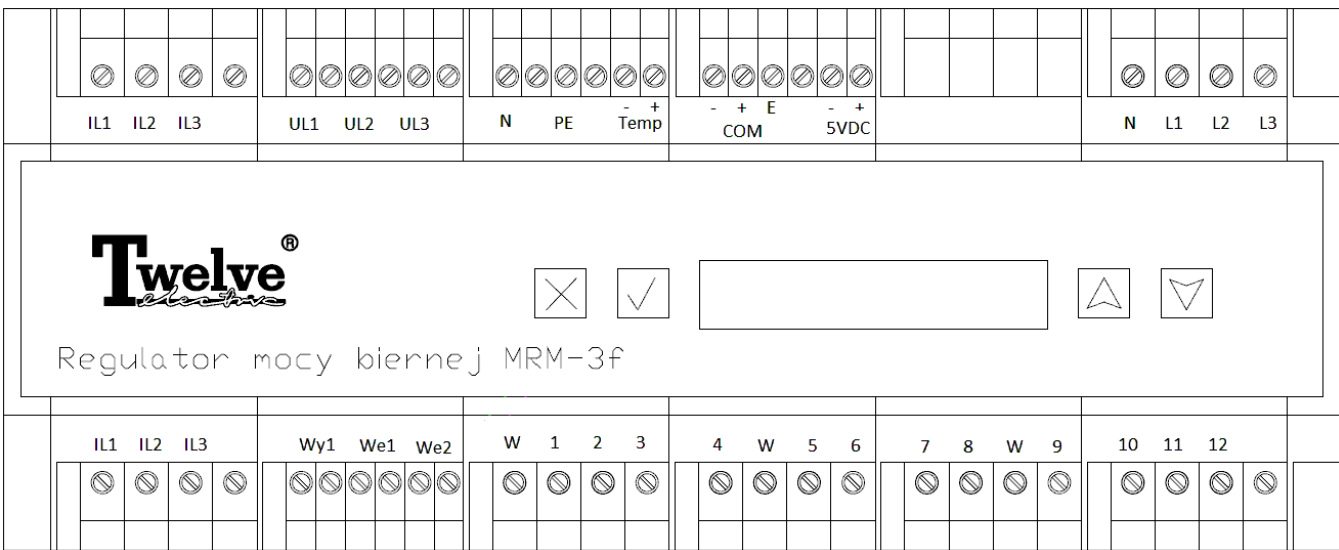 - + - + E - +
IL1 IL2 IL3 UL1 UL2 UL3 N PE Temp COM 5VDC N L1 L2 L3
Twelve ®
electric
Regulator mocy biernej MRM-3f
IL1 IL2 IL3 Wy1 We1 We2 W 1 2 3 4 W 5 6 7 8 W 9 10 11 12